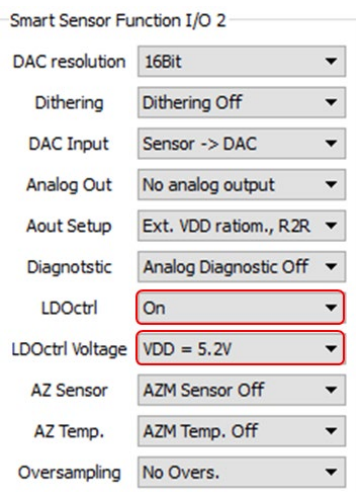 Smart Sensor Function I/O 2
DAC resolution 16Bit
Dithering Dithering Off
DAC Input Sensor -> DAC
Analog Out No analog output
Aout Setup Ext. VDD ratiom., R2R
Diagnotstic Analog Diagnostic Off
LDOctrl On
LDOctrl Voltage VDD = 5.2V
AZ Sensor AZM Sensor Off
AZ Temp. AZM Temp. Off
Oversampling No Overs.